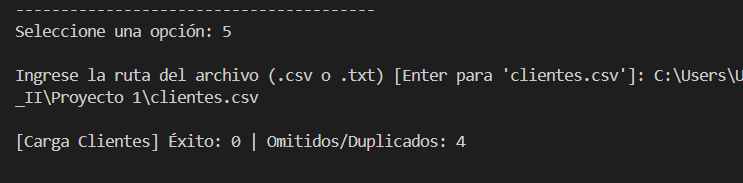 ----------------------------------------
Seleccione una opción: 5
Ingrese la ruta del archivo (.csv o .txt) [Enter para 'clientes.csv']: C:\Users\U
_II\Proyecto 1\clientes.csv
[Carga Clientes] Éxito: 0 | Omitidos/Duplicados: 4